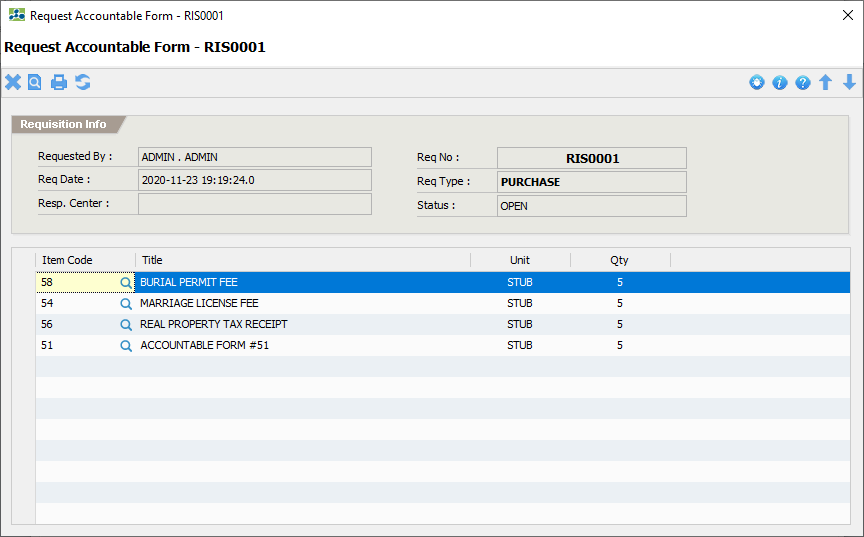 Request Accountable Form - RIS0001
Request Accountable Form - RIS0001
Requisition Info
Requested By : ADMIN . ADMIN Req No : RIS0001
Req Date : 2020-11-23 19:19:24.0 Req Type : PURCHASE
Resp. Center : Status : OPEN
Item Code Title Unit Qty
58 BURIAL PERMIT FEE STUB 5
54 MARRIAGE LICENSE FEE STUB 5
56 REAL PROPERTY TAX RECEIPT STUB 5
51 ACCOUNTABLE FORM #51 STUB 5